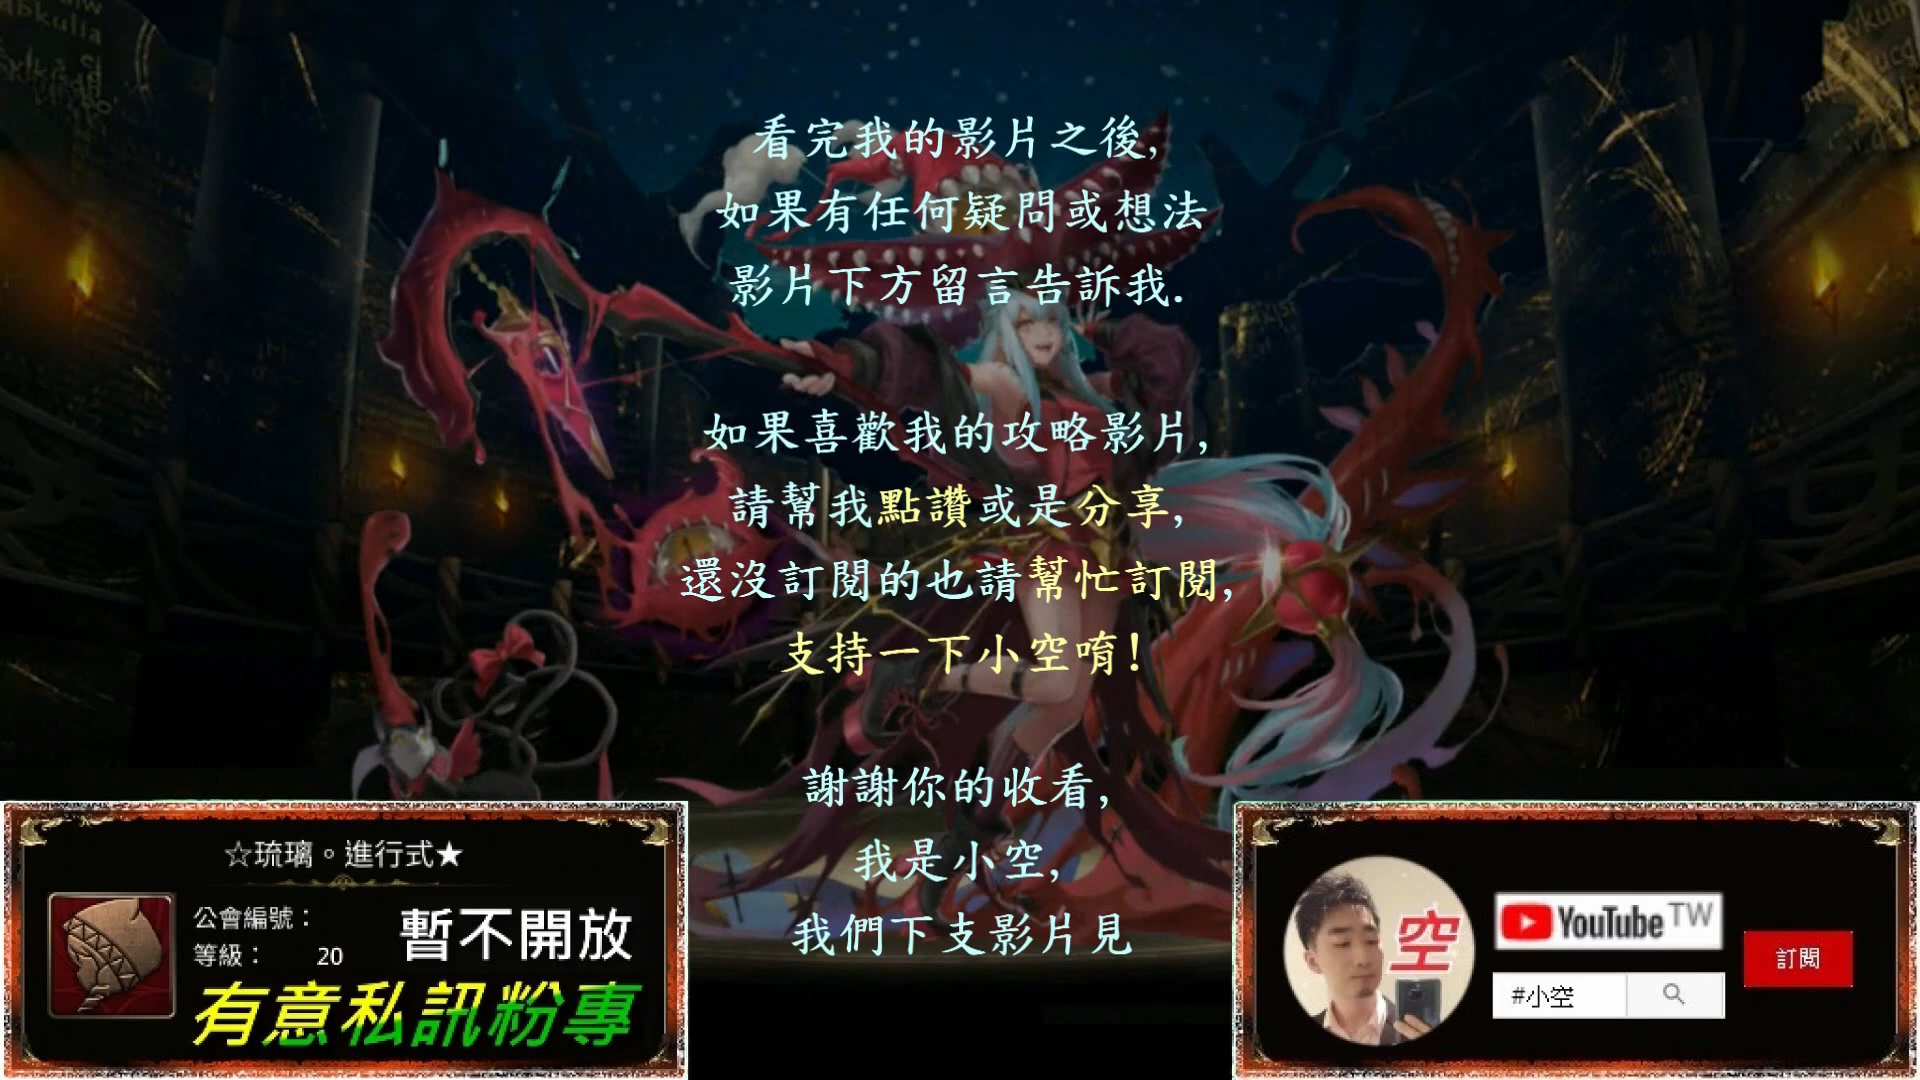 看完我的影片之後,
如果有任何疑問或想法
影片下方留言告訴我.
如果喜歡我的攻略影片,
請幫我點讚或是分享,
還沒訂閱的也請幫忙訂閱,
支持一下小空唷!
謝謝你的收看,
我是小空,
我們下支影片見
☆琉璃。進行式★
公會編號：
暫不開放
等級： 20
有意私訊粉專
空
YouTube TW
#小空
訂閱